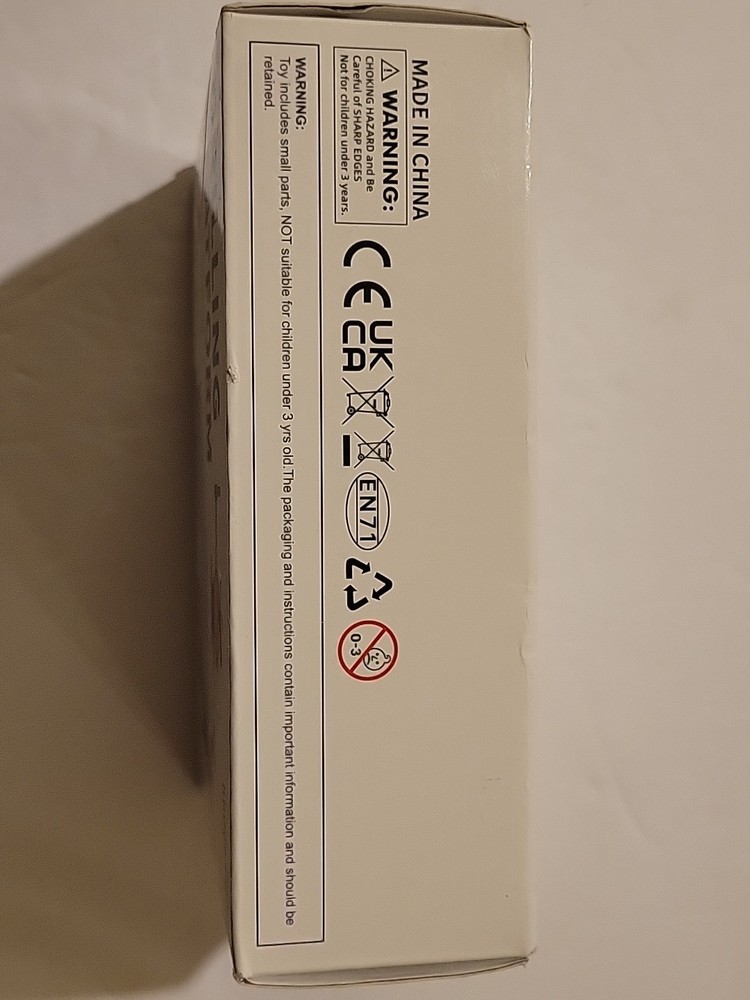 MADE IN CHINA
⚠ WARNING:
CHOKING HAZARD and Be
Careful of SHARP EDGES
Not for children under 3 years.
CE
UK
CA
EN71
0-3
WARNING:
Toy includes small parts, NOT suitable for children under 3 yrs old.The packaging and instructions contain important information and should be
retained.